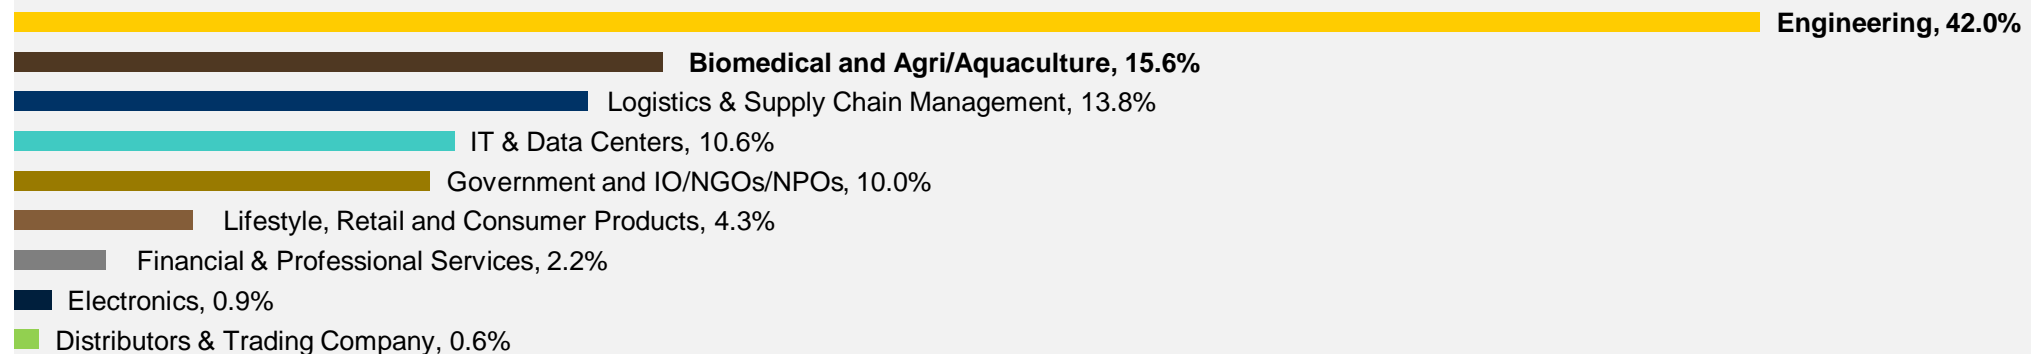 Engineering, 42.0%
Biomedical and Agri/Aquaculture, 15.6%
Logistics & Supply Chain Management, 13.8%
IT & Data Centers, 10.6%
Government and IO/NGOs/NPOs, 10.0%
Lifestyle, Retail and Consumer Products, 4.3%
Financial & Professional Services, 2.2%
Electronics, 0.9%
Distributors & Trading Company, 0.6%